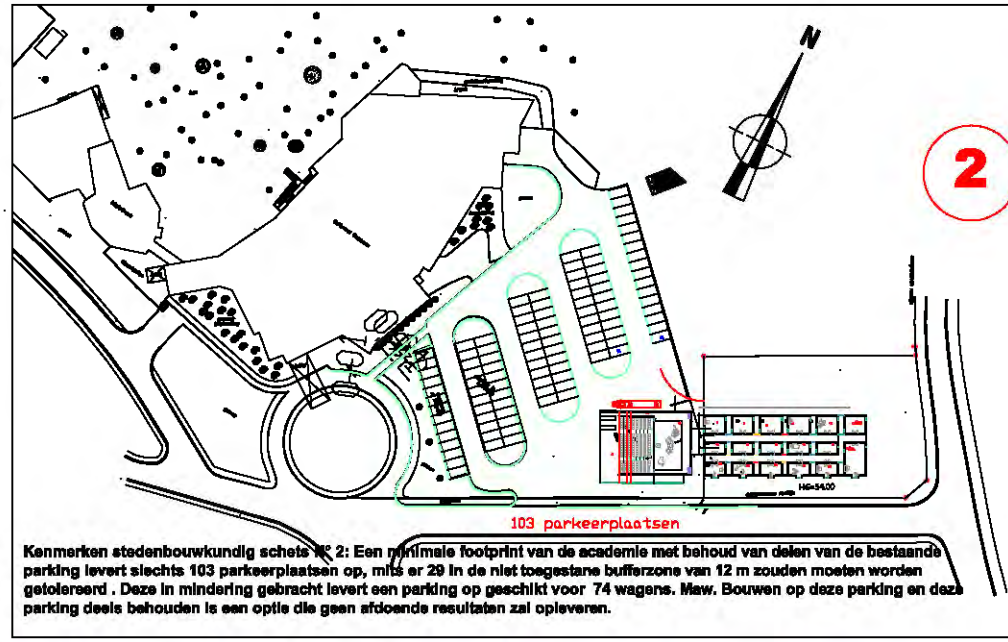 N
2
HG=54.00
103 parkeerplaatsen
Kenmerken stedenbouwkundig schets N° 2: Een minimale footprint van de academie met behoud van delen van de bestaande
parking levert slechts 103 parkeerplaatsen op, mits er 29 in de niet toegestane bufferzone van 12 m zouden moeten worden
getolereerd . Deze in mindering gebracht levert een parking op geschikt voor 74 wagens. Maw. Bouwen op deze parking en deze
parking deels behouden is een optie die geen afdoende resultaten zal opleveren.